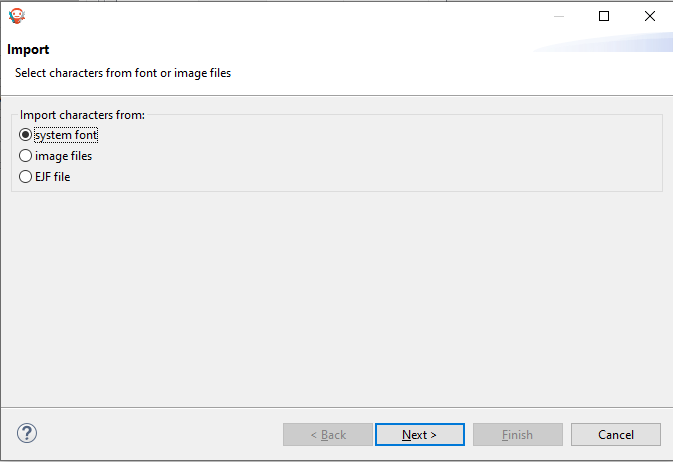 Import
Select characters from font or image files
Import characters from:
system font
image files
EJF file
?
< Back
Next >
Finish
Cancel